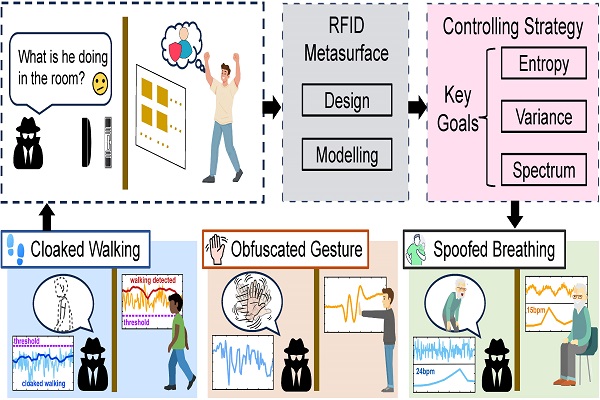 What is he doing
in the room?
RFID
Metasurface
Design
Modelling
Controlling Strategy
Key
Goals
Entropy
Variance
Spectrum
Cloaked Walking
threshold
cloaked walking
walking detected
threshold
Obfuscated Gesture
Spoofed Breathing
24bpm
15bpm